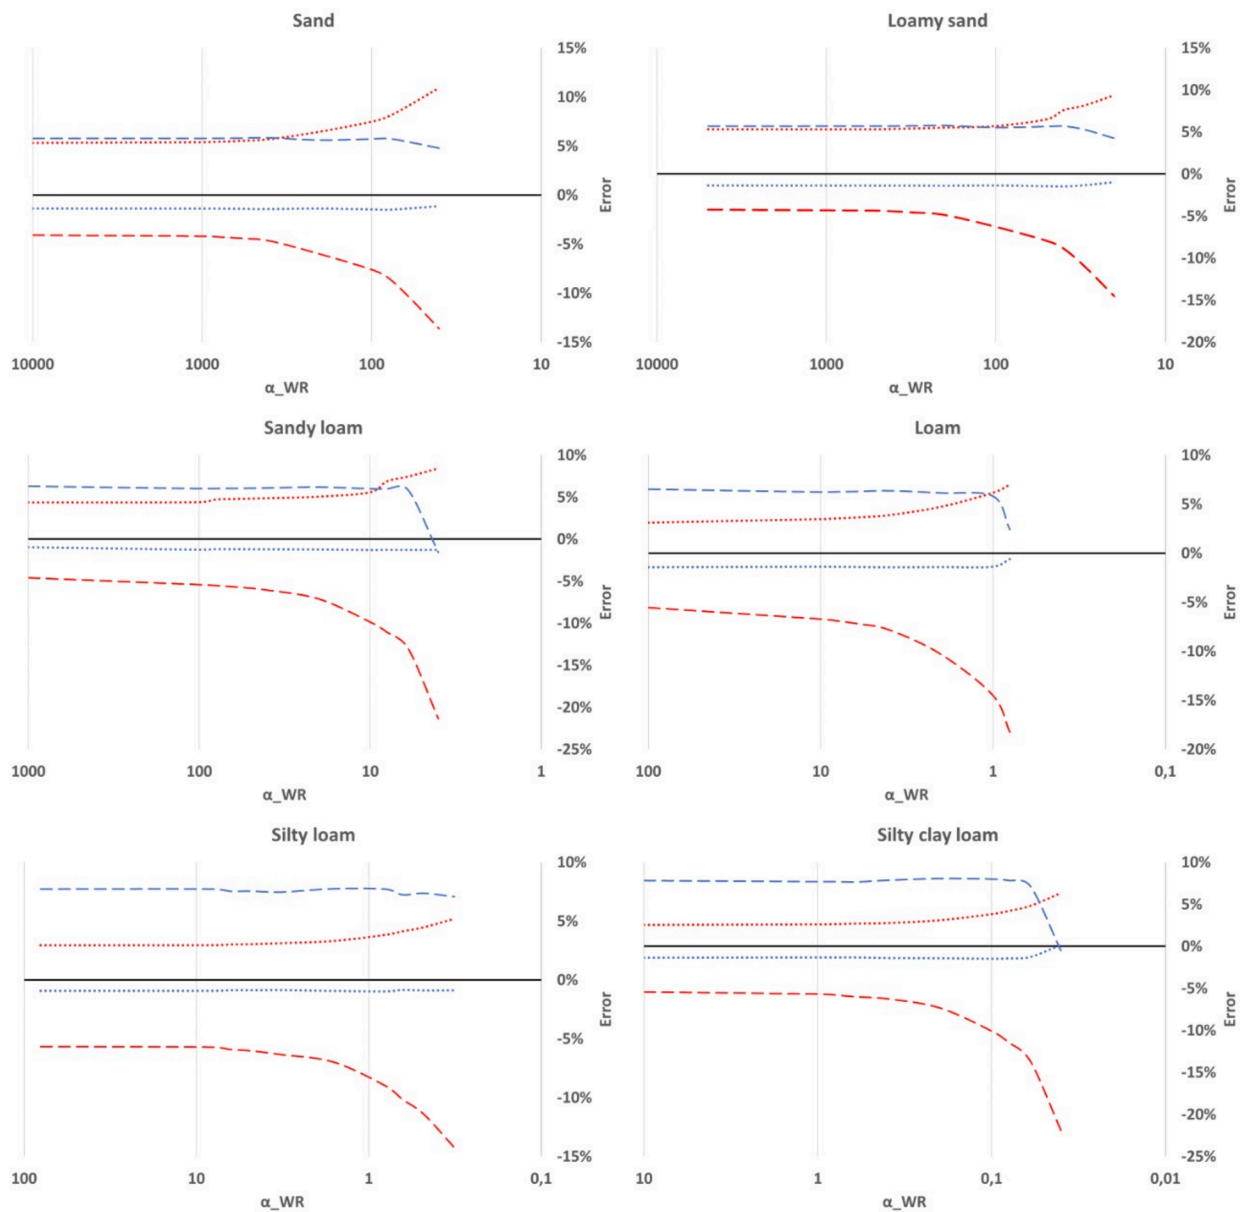 Sand
15%
10%
5%
0%
-5%
-10%
-15%
Error
10000 1000 100 10
α_WR
Loamy sand
15%
10%
5%
0%
-5%
-10%
-15%
-20%
Error
10000 1000 100 10
α_WR
Sandy loam
10%
5%
0%
-5%
-10%
-15%
-20%
-25%
Error
1000 100 10 1
α_WR
Loam
10%
5%
0%
-5%
-10%
-15%
-20%
Error
100 10 1 0,1
α_WR
Silty loam
10%
5%
0%
-5%
-10%
-15%
Error
100 10 1 0,1
α_WR
Silty clay loam
10%
5%
0%
-5%
-10%
-15%
-20%
-25%
Error
10 1 0,1 0,01
α_WR